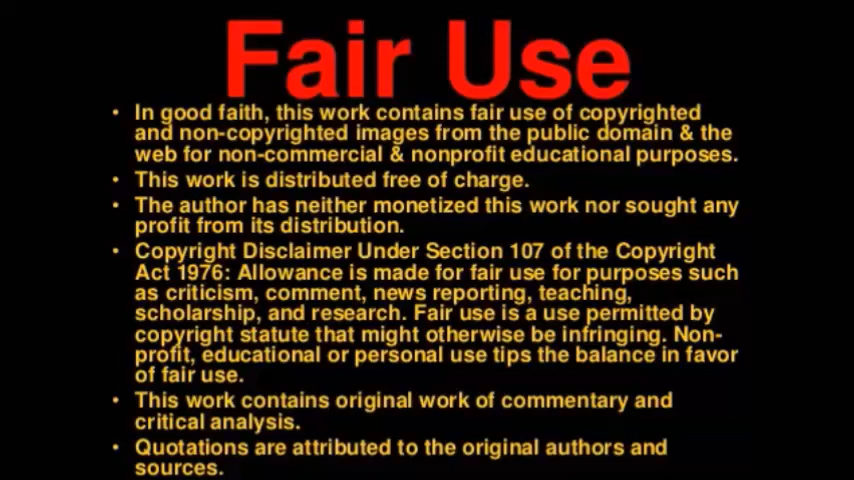 Fair Use
• In good faith, this work contains fair use of copyrighted
and non-copyrighted images from the public domain & the
web for non-commercial & nonprofit educational purposes.
• This work is distributed free of charge.
• The author has neither monetized this work nor sought any
profit from its distribution.
• Copyright Disclaimer Under Section 107 of the Copyright
Act 1976: Allowance is made for fair use for purposes such
as criticism, comment, news reporting, teaching,
scholarship, and research. Fair use is a use permitted by
copyright statute that might otherwise be infringing. Non-
profit, educational or personal use tips the balance in favor
of fair use.
• This work contains original work of commentary and
critical analysis.
• Quotations are attributed to the original authors and
sources.